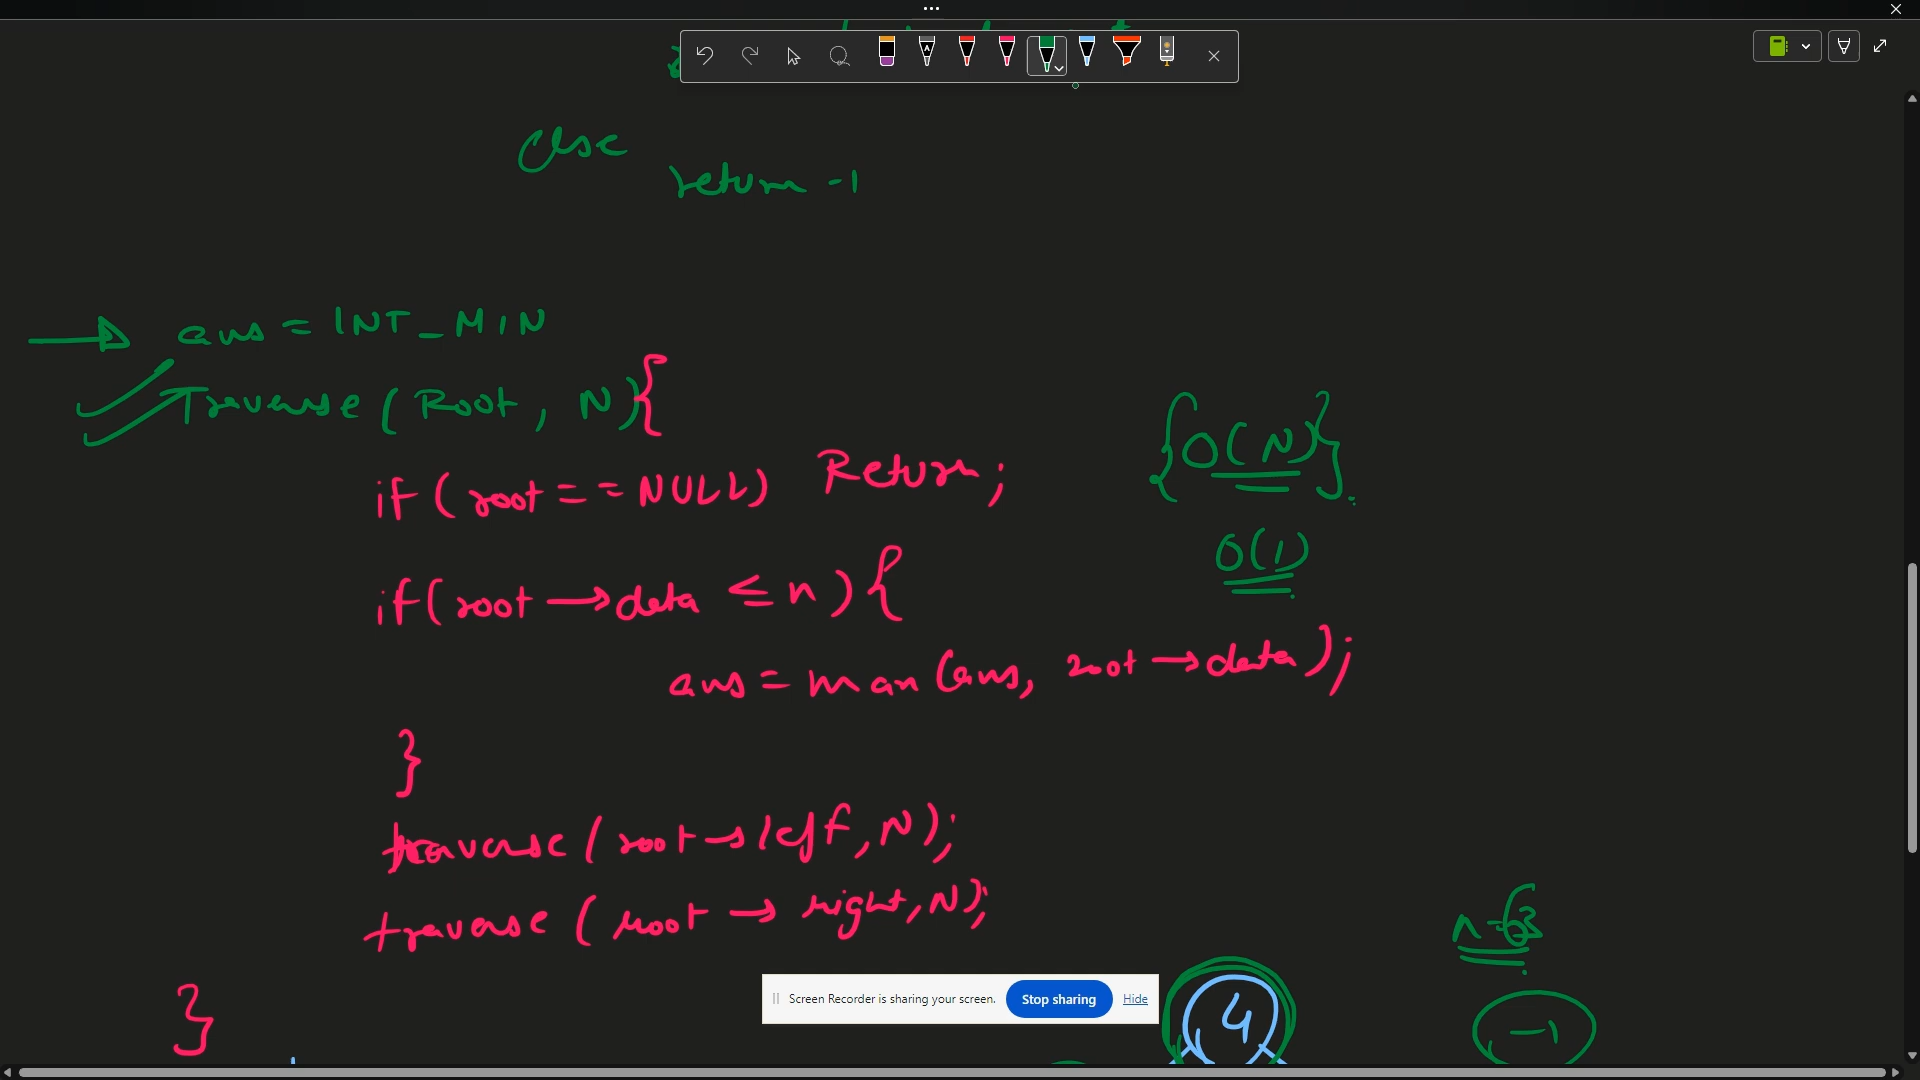 else
return -1
ans = INT_MIN
Traverse (Root, N) {
if ( root == NULL) Return;
{O(N)}.
O(1)
if( root → data ≤ n ) {
ans = max (ans, root → data );
}
traverse ( root → left, N);
traverse ( root → right, N);
}
4
-1
Screen Recorder is sharing your screen.
Stop sharing
Hide